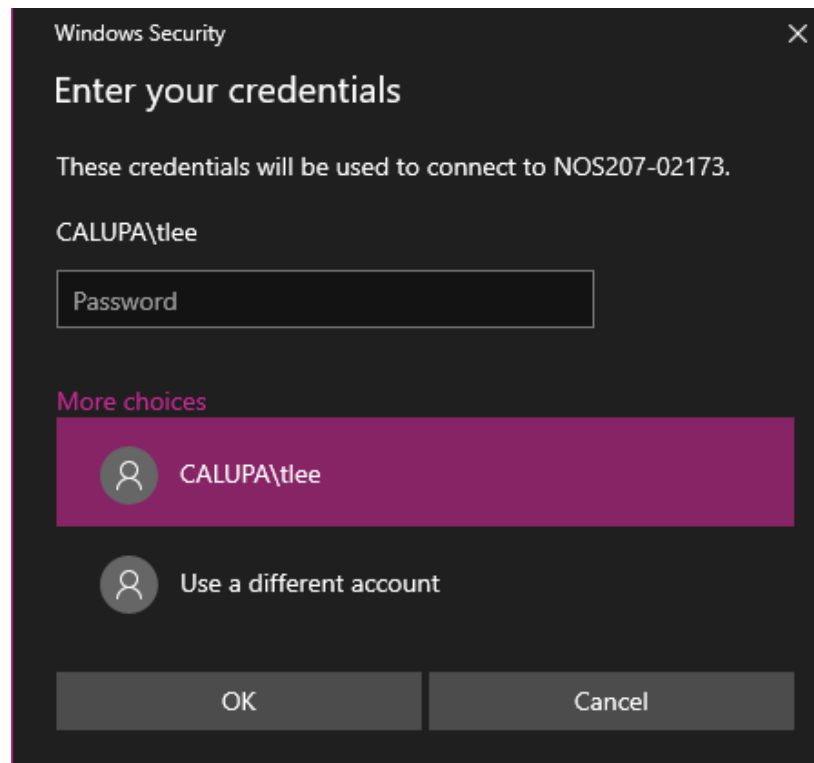 Windows Security
Enter your credentials
These credentials will be used to connect to NOS207-02173.
CALUPA\tlee
Password
More choices
CALUPA\tlee
Use a different account
OK
Cancel